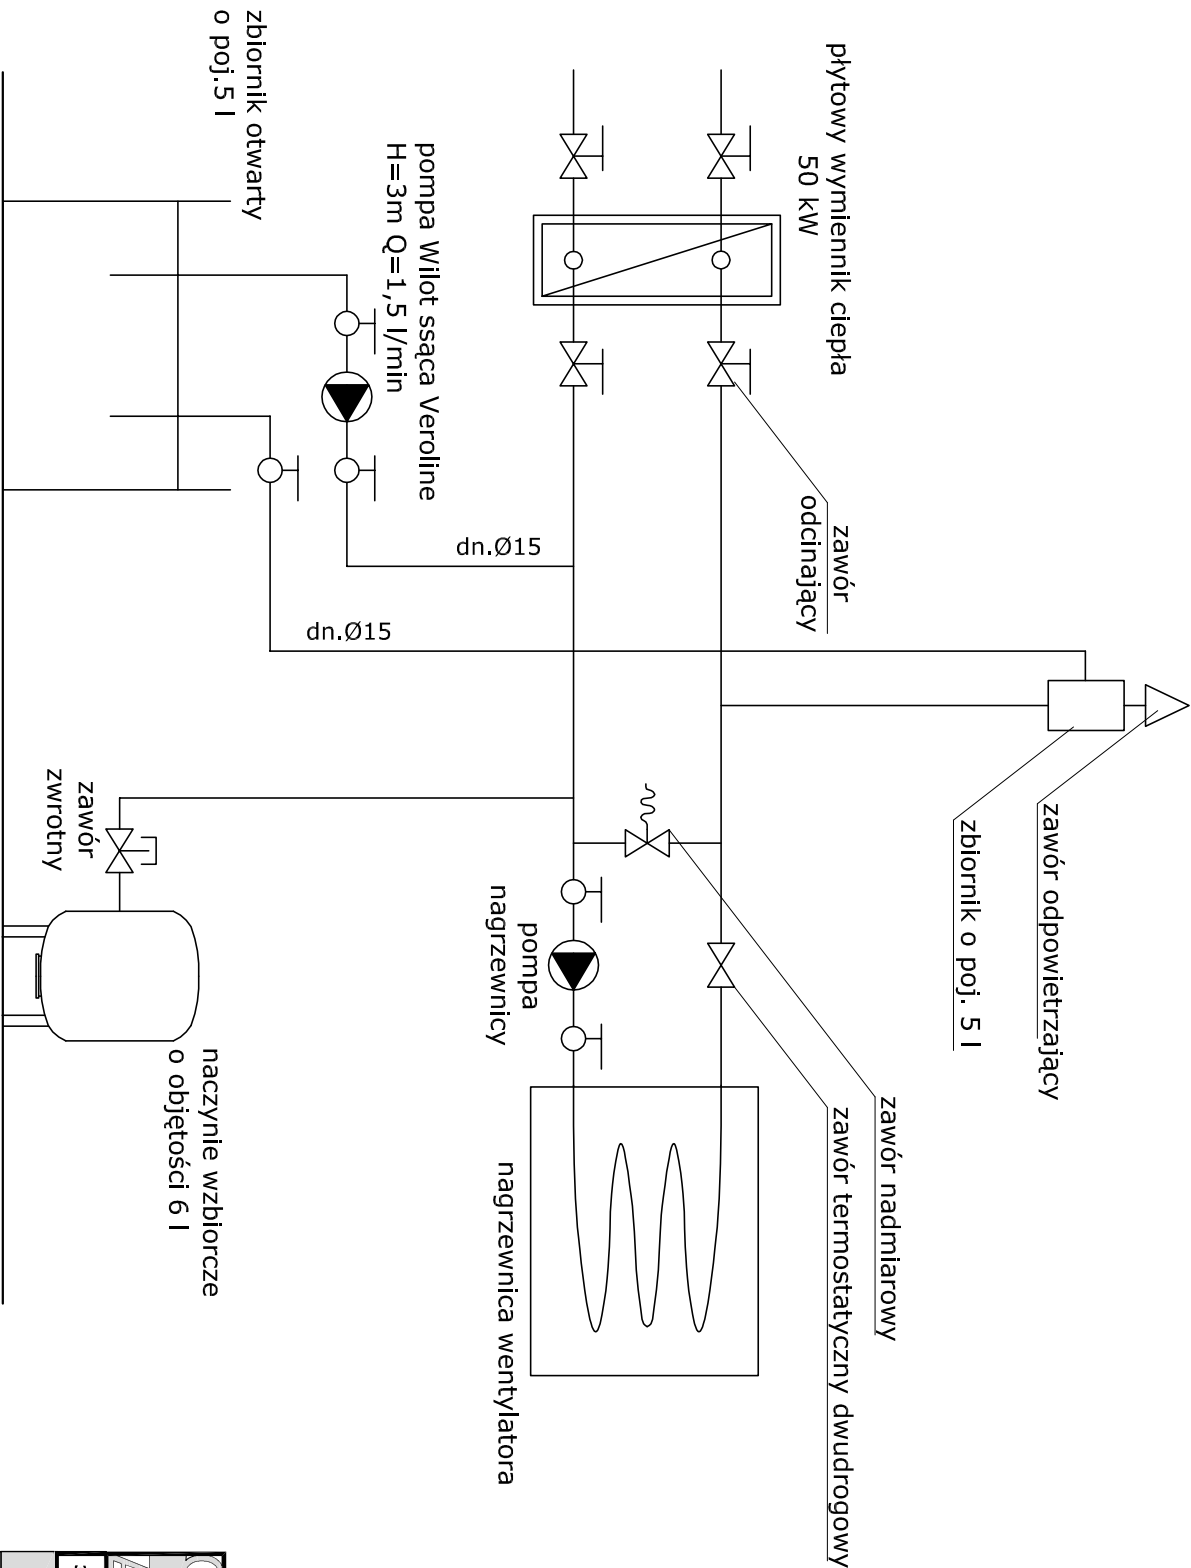 zawór odpowietrzający
zbiornik o poj. 5 l
zawór nadmiarowy
płytowy wymiennik ciepła
50 kW
zawór
odcinający
zawór termostatyczny dwudrogowy
dn.Ø15
pompa
nagrzewnicy
nagrzewnica wentylatora
pompa Wilot ssąca Veroline
H=3m Q=1,5 l/min
dn.Ø15
zbiornik otwarty
o poj.5 l
naczynie wzbiorcze
o objętości 6 l
zawór
zwrotny